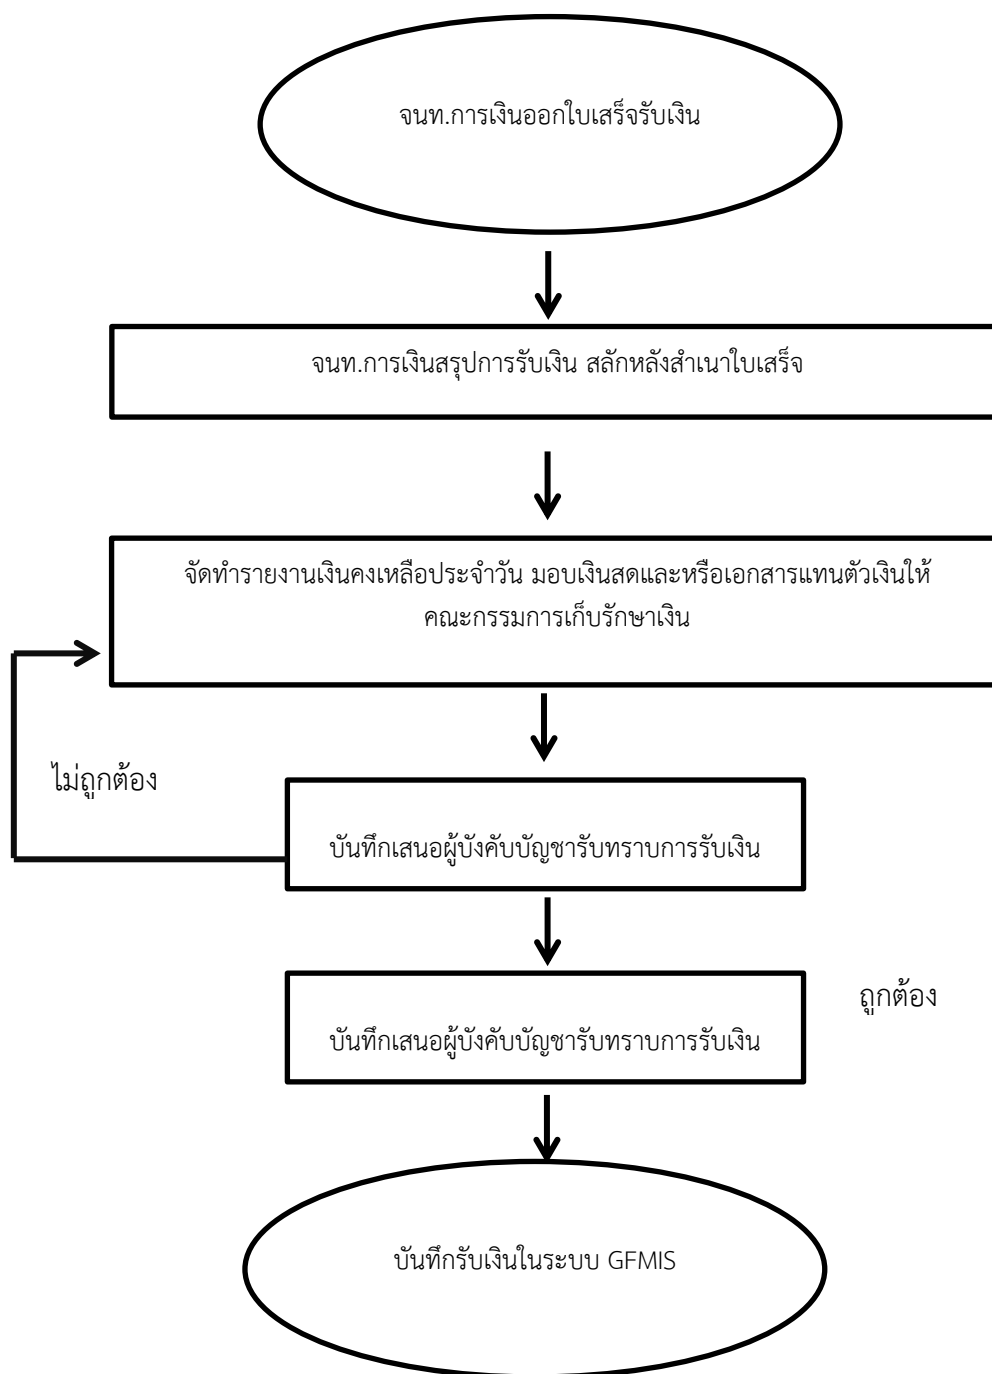 จนท.การเงินออกใบเสร็จรับเงิน
จนท.การเงินสรุปการรับเงิน สลักหลังสำเนาใบเสร็จ
จัดทำรายงานเงินคงเหลือประจำวัน มอบเงินสดและหรือเอกสารแทนตัวเงินให้
คณะกรรมการเก็บรักษาเงิน
ไม่ถูกต้อง
บันทึกเสนอผู้บังคับบัญชารับทราบการรับเงิน
ถูกต้อง
บันทึกเสนอผู้บังคับบัญชารับทราบการรับเงิน
บันทึกรับเงินในระบบ GFMIS